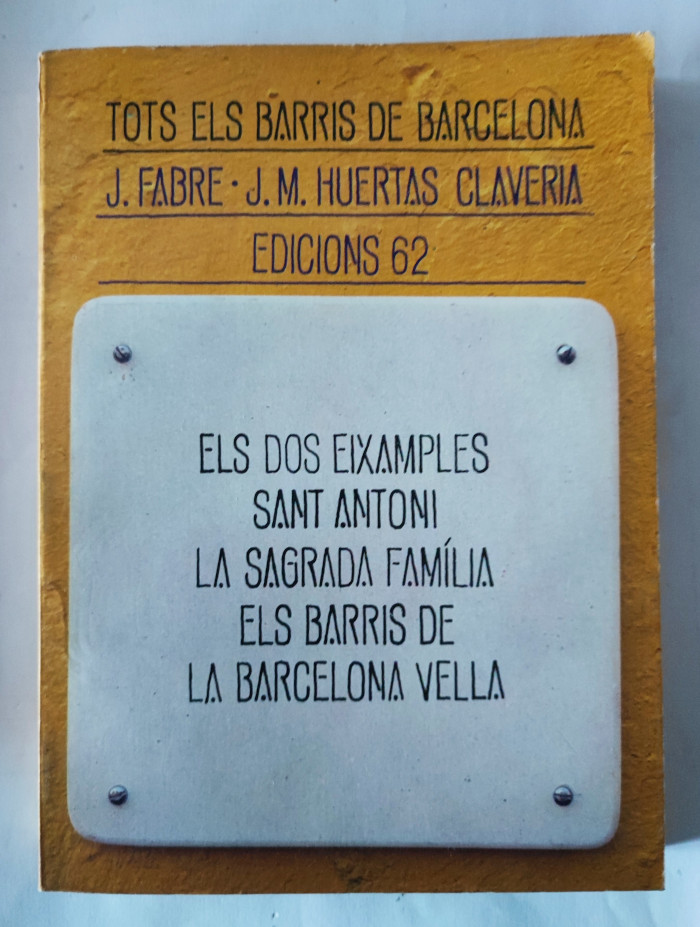 TOTS ELS BARRIS DE BARCELONA
J. FABRE · J. M. HUERTAS CLAVERIA
EDICIONS 62
ELS DOS EIXAMPLES
SANT ANTONI
LA SAGRADA FAMÍLIA
ELS BARRIS DE
LA BARCELONA VELLA